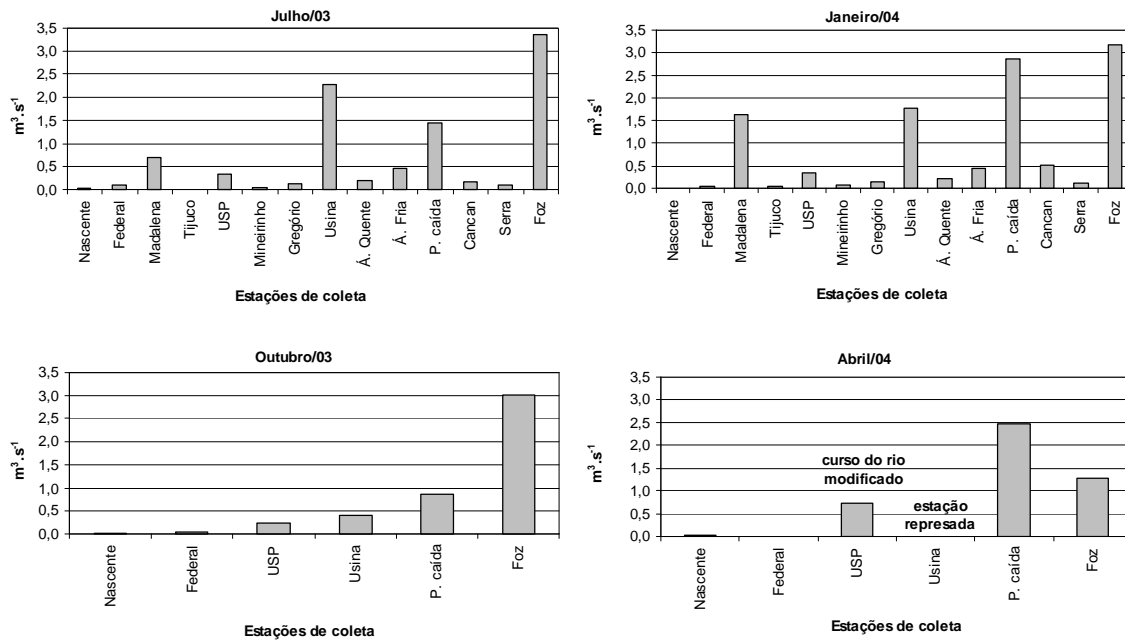 Julho/03
3,5
3,0
2,5
2,0
1,5
1,0
0,5
0,0
m³.s⁻¹
Nascente
Federal
Madalena
Tijuco
USP
Mineirinho
Gregório
Usina
Á. Quente
Á. Fria
P. caída
Cancan
Serra
Foz
Estações de coleta
Janeiro/04
3,5
3,0
2,5
2,0
1,5
1,0
0,5
0,0
m³.s⁻¹
Nascente
Federal
Madalena
Tijuco
USP
Mineirinho
Gregório
Usina
Á. Quente
Á. Fria
P. caída
Cancan
Serra
Foz
Estações de coleta
Outubro/03
3,5
3,0
2,5
2,0
1,5
1,0
0,5
0,0
m³.s⁻¹
Nascente
Federal
USP
Usina
P. caída
Foz
Estações de coleta
Abril/04
3,5
3,0
2,5
2,0
1,5
1,0
0,5
0,0
m³.s⁻¹
curso do rio
modificado
estação
represada
Nascente
Federal
USP
Usina
P. caída
Foz
Estações de coleta